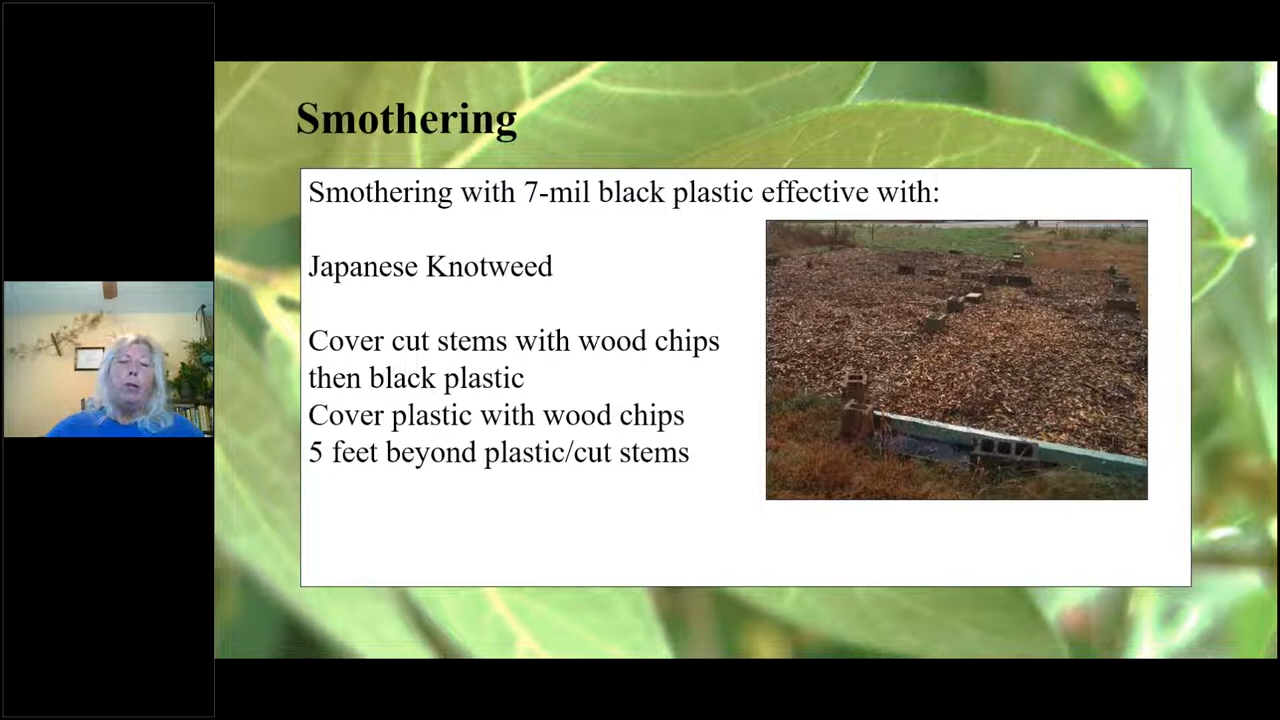 Smothering
Smothering with 7-mil black plastic effective with:
Japanese Knotweed
Cover cut stems with wood chips
then black plastic
Cover plastic with wood chips
5 feet beyond plastic/cut stems